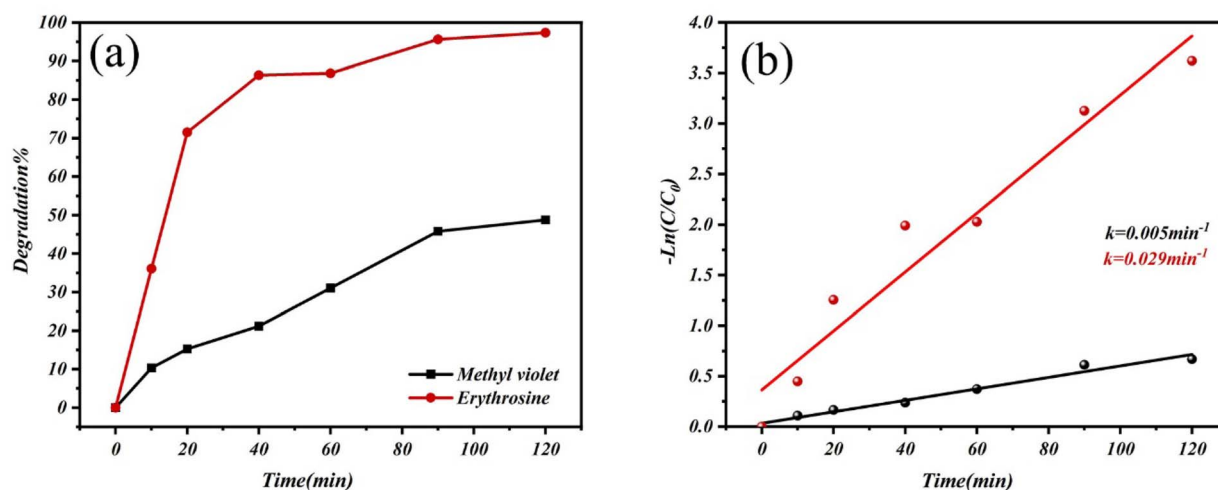 (a)
Degradation%
100
90
80
70
60
50
40
30
20
10
0
0 20 40 60 80 100 120
Time(min)
Methyl violet
Erythrosine
(b)
-Ln(C/C0)
4.0
3.5
3.0
2.5
2.0
1.5
1.0
0.5
0.0
0 20 40 60 80 100 120
Time(min)
k=0.005min-1
k=0.029min-1